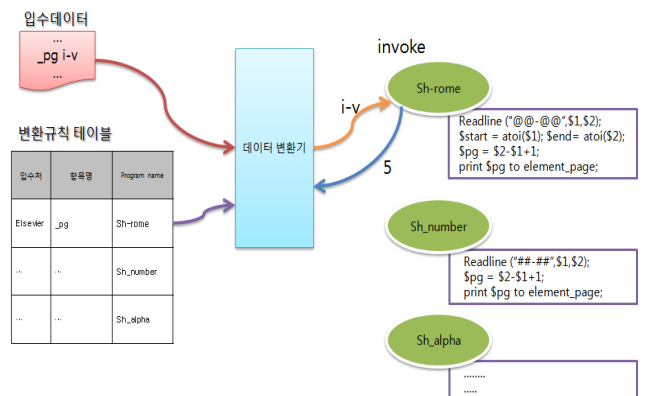 입수데이터
...
_pg i-v
...
변환규칙 테이블
입수처 항목명 Program name
Elsevier _pg Sh-rome
... ... Sh_number
... ... Sh_alpha
데이터 변환기
invoke
i-v
5
Sh-rome
Readline ("@@-@@",$1,$2);
$start = atoi($1); $end= atoi($2);
$pg = $2-$1+1;
print $pg to element_page;
Sh_number
Readline ("##-##",$1,$2);
$pg = $2-$1+1;
print $pg to element_page;
Sh_alpha
........
.....